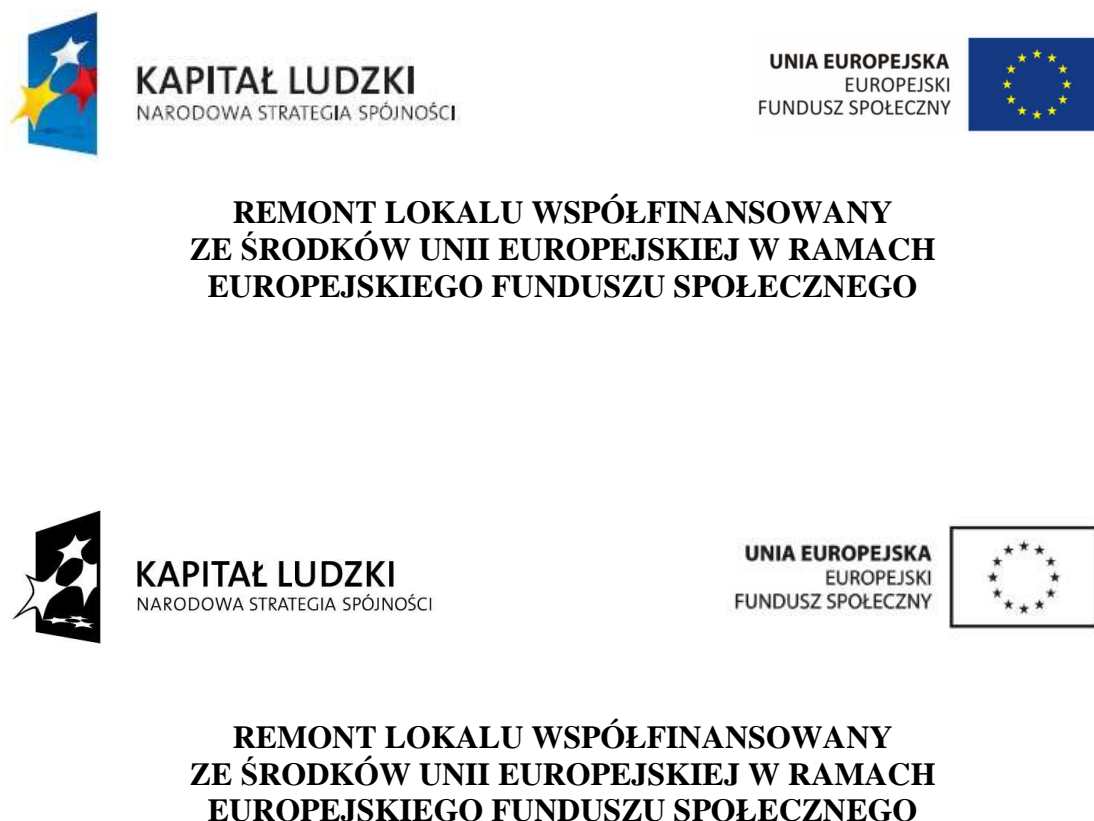 KAPITAŁ LUDZKI
NARODOWA STRATEGIA SPÓJNOŚCI
UNIA EUROPEJSKA
EUROPEJSKI
FUNDUSZ SPOŁECZNY
REMONT LOKALU WSPÓŁFINANSOWANY
ZE ŚRODKÓW UNII EUROPEJSKIEJ W RAMACH
EUROPEJSKIEGO FUNDUSZU SPOŁECZNEGO
KAPITAŁ LUDZKI
NARODOWA STRATEGIA SPÓJNOŚCI
UNIA EUROPEJSKA
EUROPEJSKI
FUNDUSZ SPOŁECZNY
REMONT LOKALU WSPÓŁFINANSOWANY
ZE ŚRODKÓW UNII EUROPEJSKIEJ W RAMACH
EUROPEJSKIEGO FUNDUSZU SPOŁECZNEGO